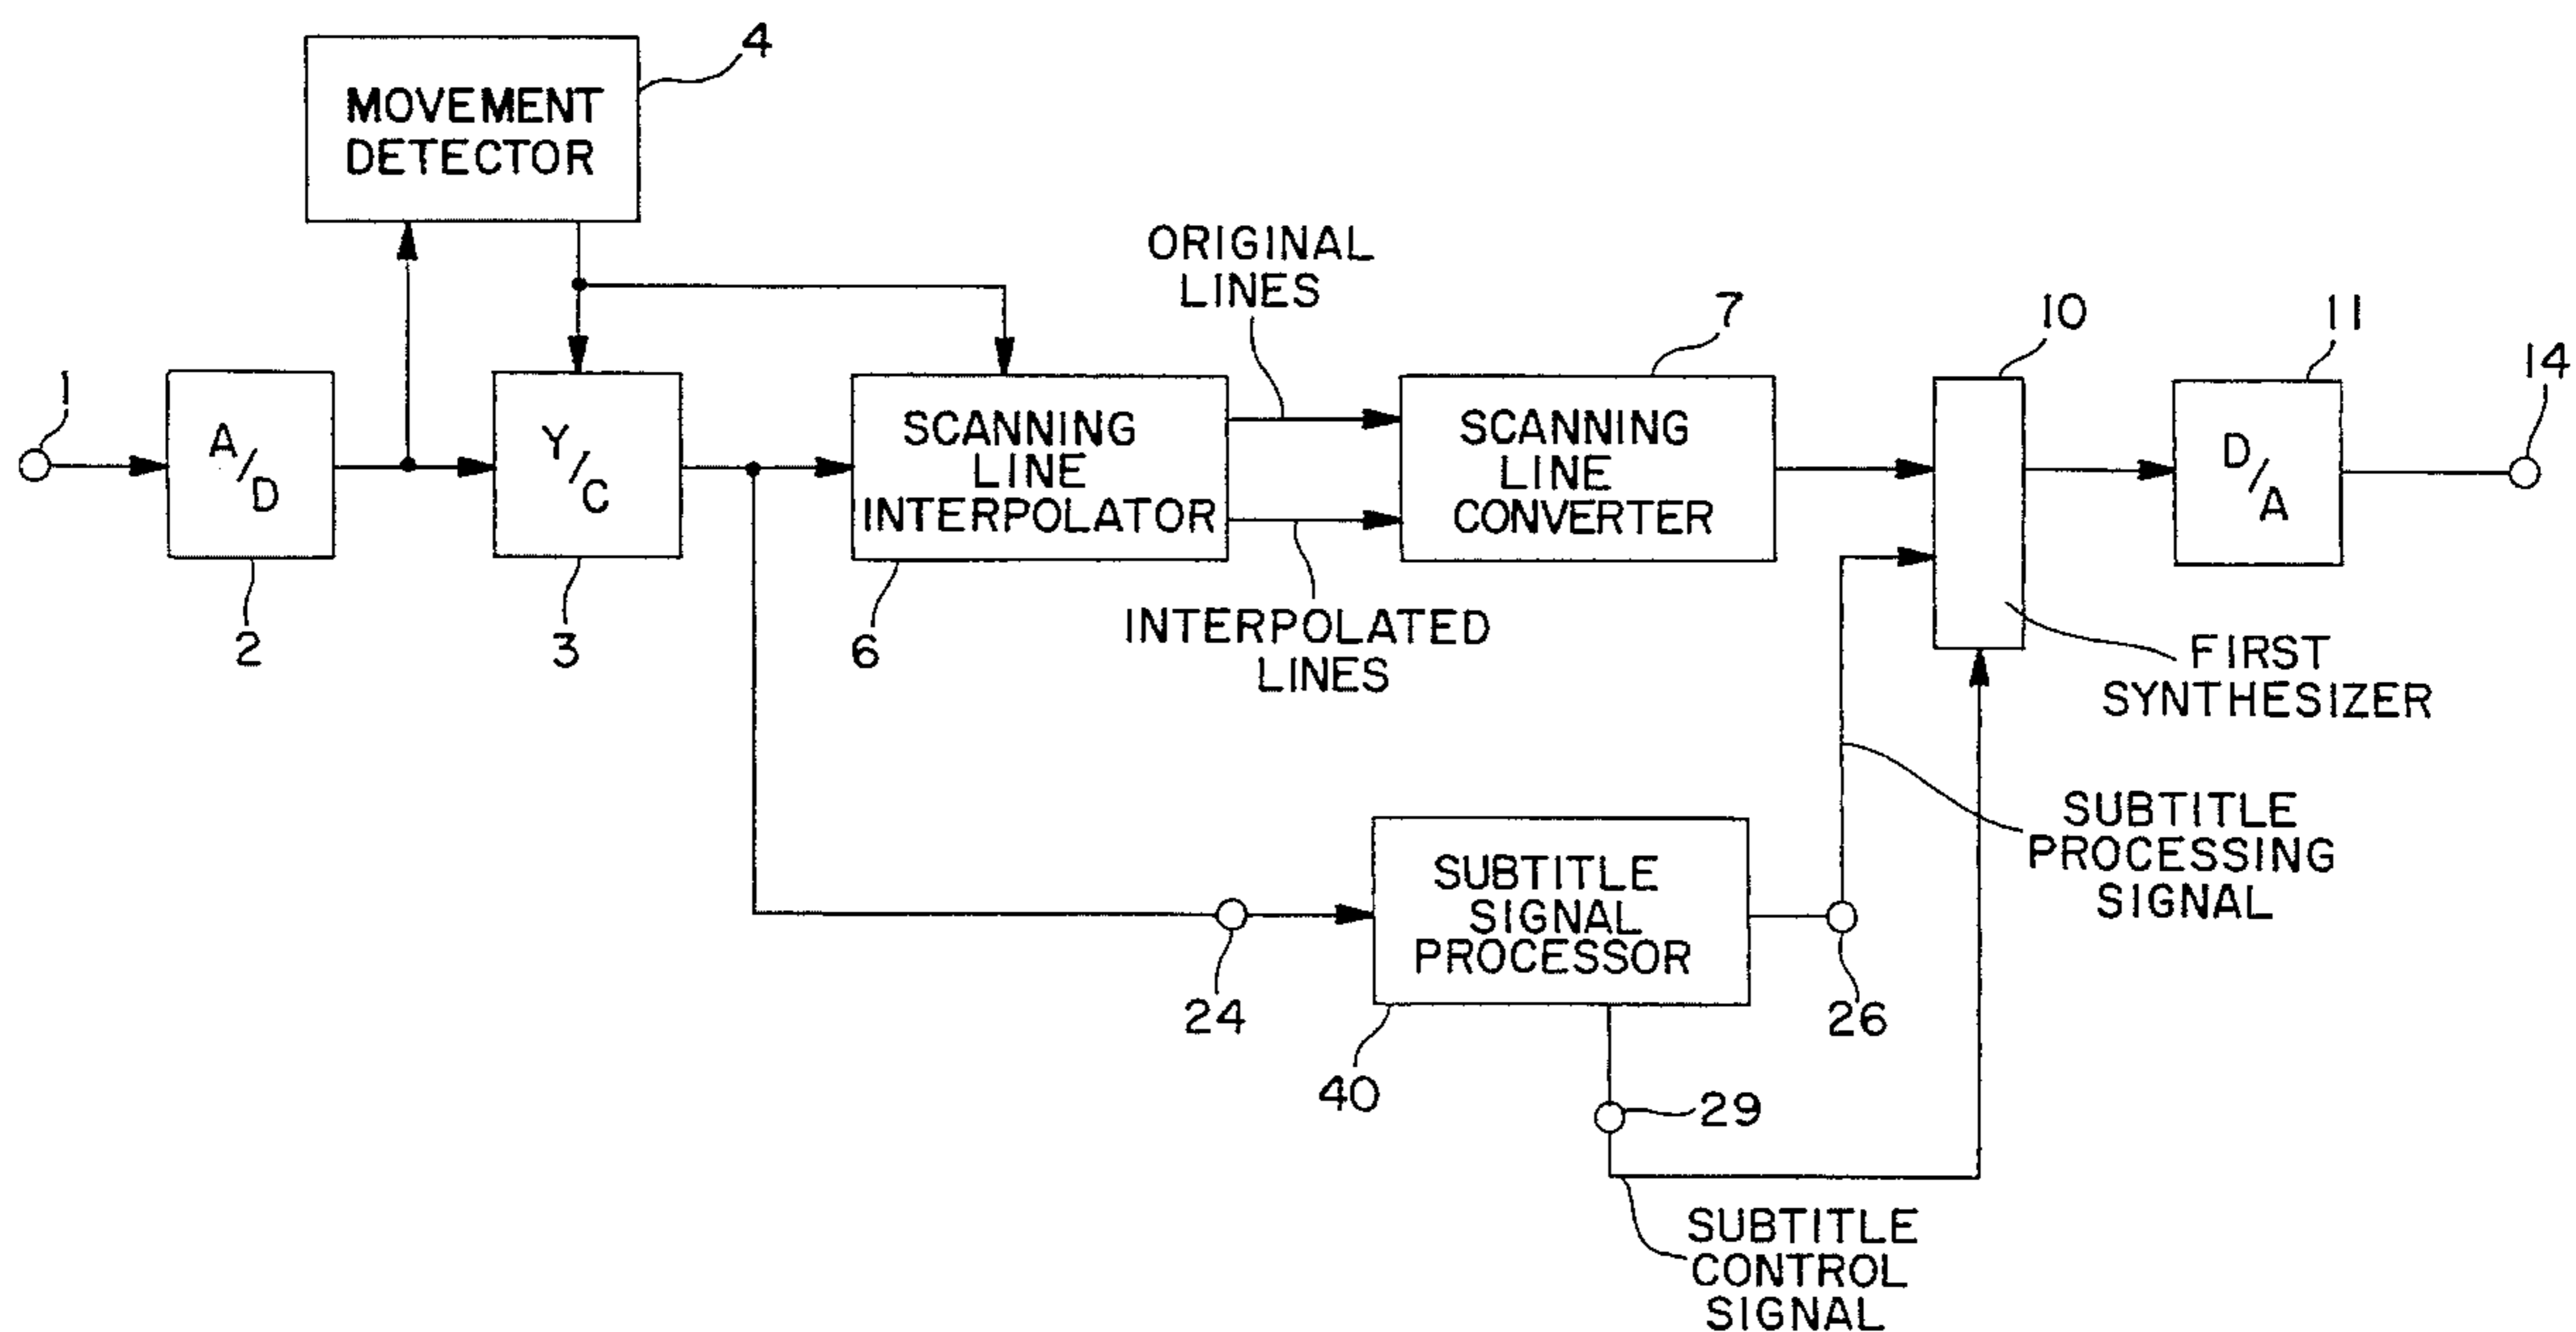 4
MOVEMENT
DETECTOR
ORIGINAL
LINES
7
10
11
14
1
A/D
Y/C
SCANNING
LINE
INTERPOLATOR
SCANNING
LINE
CONVERTER
D/A
2
3
6
INTERPOLATED
LINES
FIRST
SYNTHESIZER
SUBTITLE
PROCESSING
SIGNAL
SUBTITLE
SIGNAL
PROCESSOR
24
26
40
29
SUBTITLE
CONTROL
SIGNAL